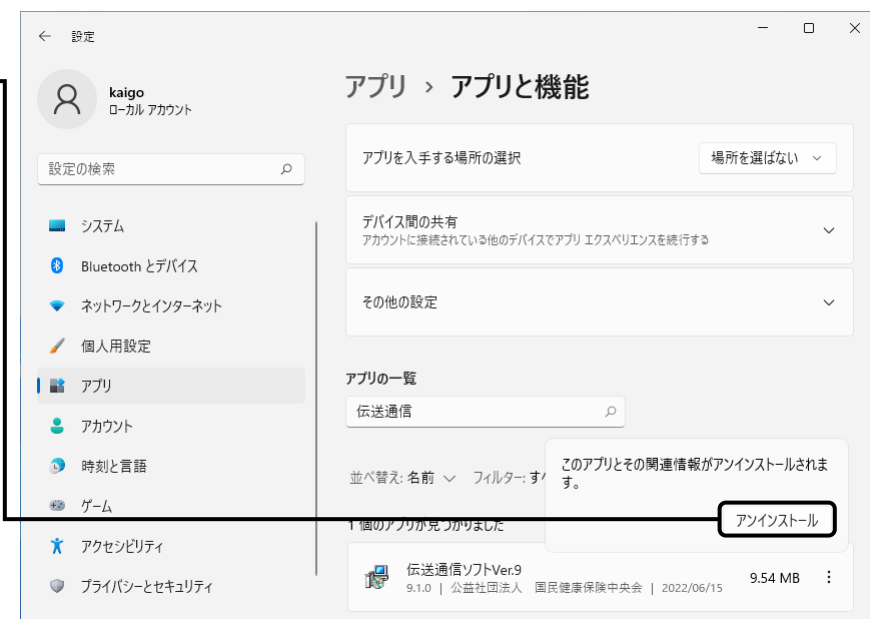 ← 設定
kaigo
ローカル アカウント
設定の検索
システム
Bluetooth とデバイス
ネットワークとインターネット
個人用設定
アプリ
アカウント
時刻と言語
ゲーム
アクセシビリティ
プライバシーとセキュリティ
アプリ › アプリと機能
アプリを入手する場所の選択
場所を選ばない
デバイス間の共有
アカウントに接続されている他のデバイスでアプリ エクスペリエンスを続行する
その他の設定
アプリの一覧
伝送通信
並べ替え: 名前 フィルター: す
このアプリとその関連情報がアンインストールされま
す。
アンインストール
1 個のアプリが見つかりました
伝送通信ソフトVer.9
9.1.0 | 公益社団法人 国民健康保険中央会 | 2022/06/15
9.54 MB